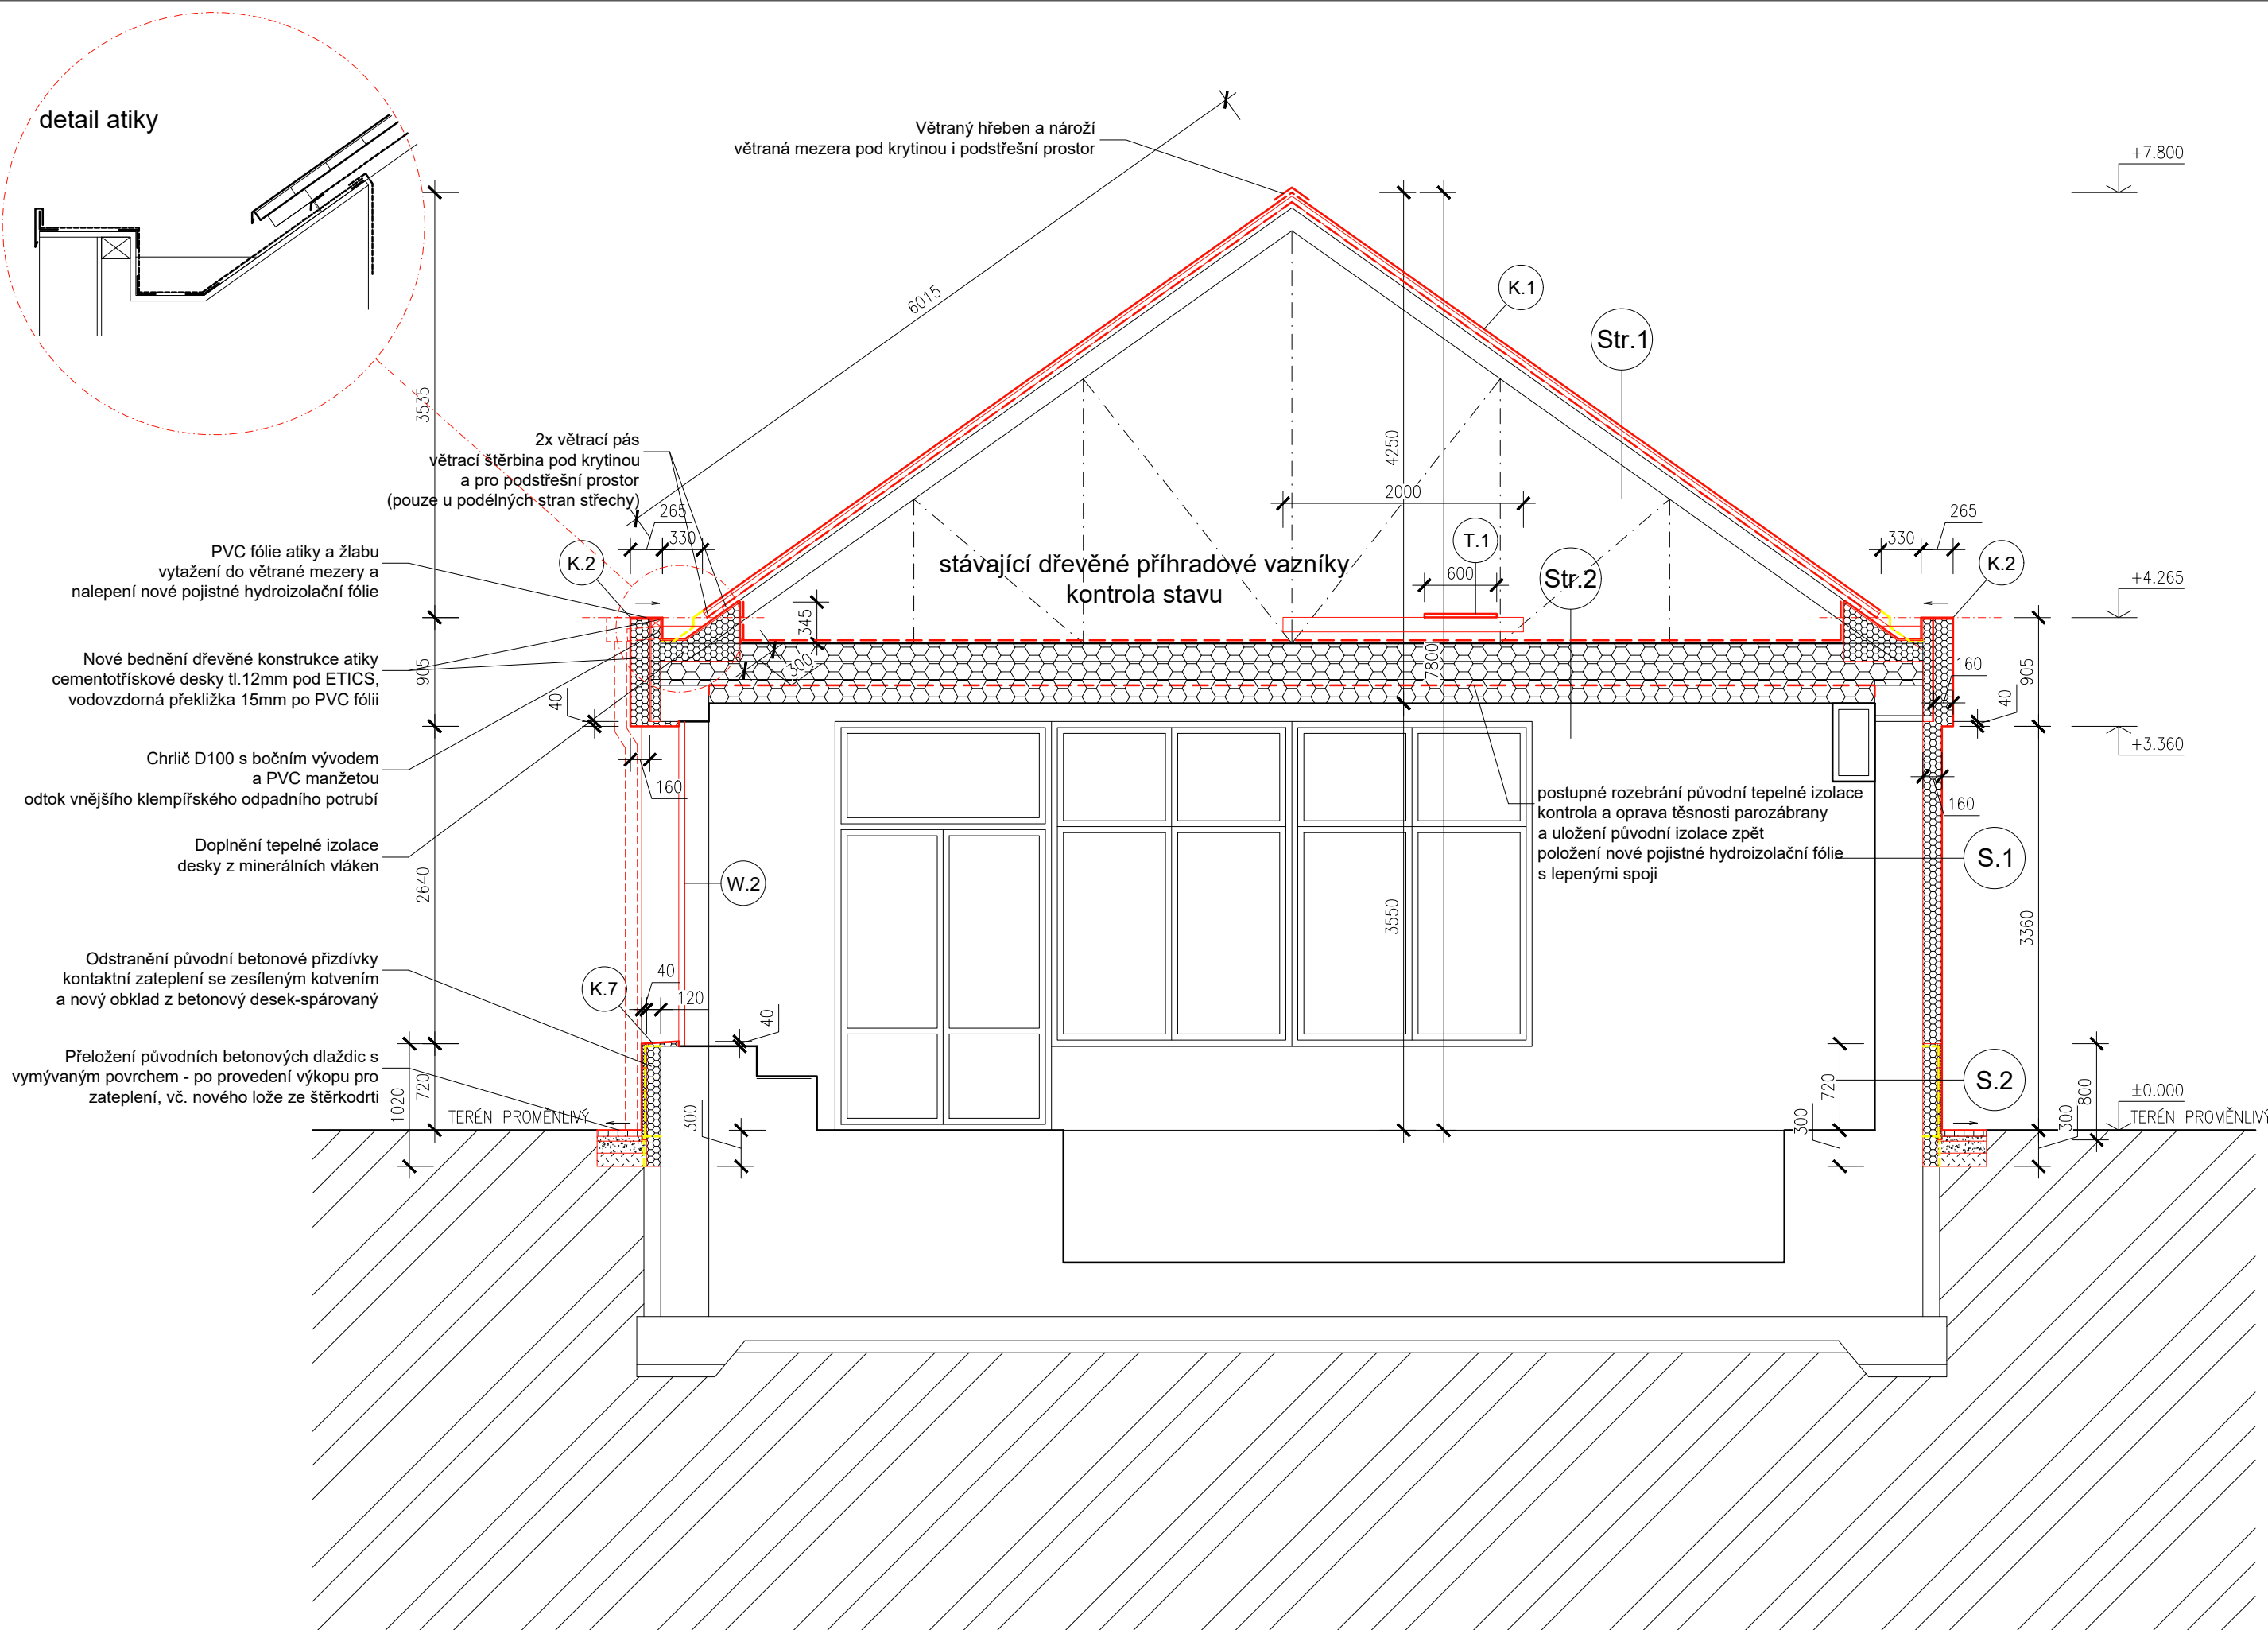 detail atiky
Větraný hřeben a nároží
větraná mezera pod krytinou i podstřešní prostor
+7.800
6015
K.1
Str.1
3535
4250
2x větrací pás
větrací štěrbina pod krytinou
a pro podstřešní prostor
(pouze u podélných stran střechy)
2000
265
330
265
330
T.1
K.2
K.2
PVC fólie atiky a žlabu
vytažení do větrané mezery a
nalepení nové pojistné hydroizolační fólie
stávající dřevěné příhradové vazníky
kontrola stavu
600
Str.2
+4.265
345
Nové bednění dřevěné konstrukce atiky
cementotřískové desky tl.12mm pod ETICS,
vodovzdorná překližka 15mm po PVC fólii
905
300
7800
160
905
40
40
+3.360
Chrlič D100 s bočním vývodem
a PVC manžetou
odtok vnějšího klempířského odpadního potrubí
160
160
postupné rozebrání původní tepelné izolace
kontrola a oprava těsnosti parozábrany
a uložení původní izolace zpět
položení nové pojistné hydroizolační fólie
s lepenými spoji
Doplnění tepelné izolace
desky z minerálních vláken
S.1
2640
W.2
3550
3360
Odstranění původní betonové přizdívky
kontaktní zateplení se zesíleným kotvením
a nový obklad z betonový desek-spárovaný
K.7
40
120
40
Přeložení původních betonových dlaždic s
vymývaným povrchem - po provedení výkopu pro
zateplení, vč. nového lože ze štěrkodrti
1020
720
300
720
300
S.2
800
300
±0.000
TERÉN PROMĚNLIVÝ
TERÉN PROMĚNLIVÝ